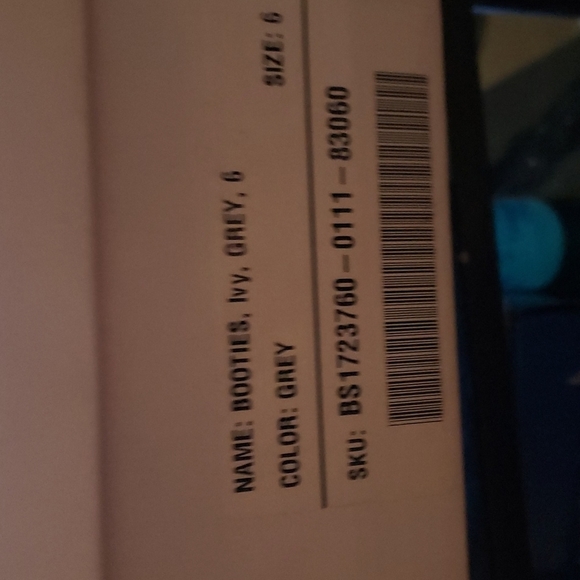 NAME: BOOTIES, Ivy, GREY, 6
COLOR: GREY SIZE: 6
SKU: BS1723760-0111-83060